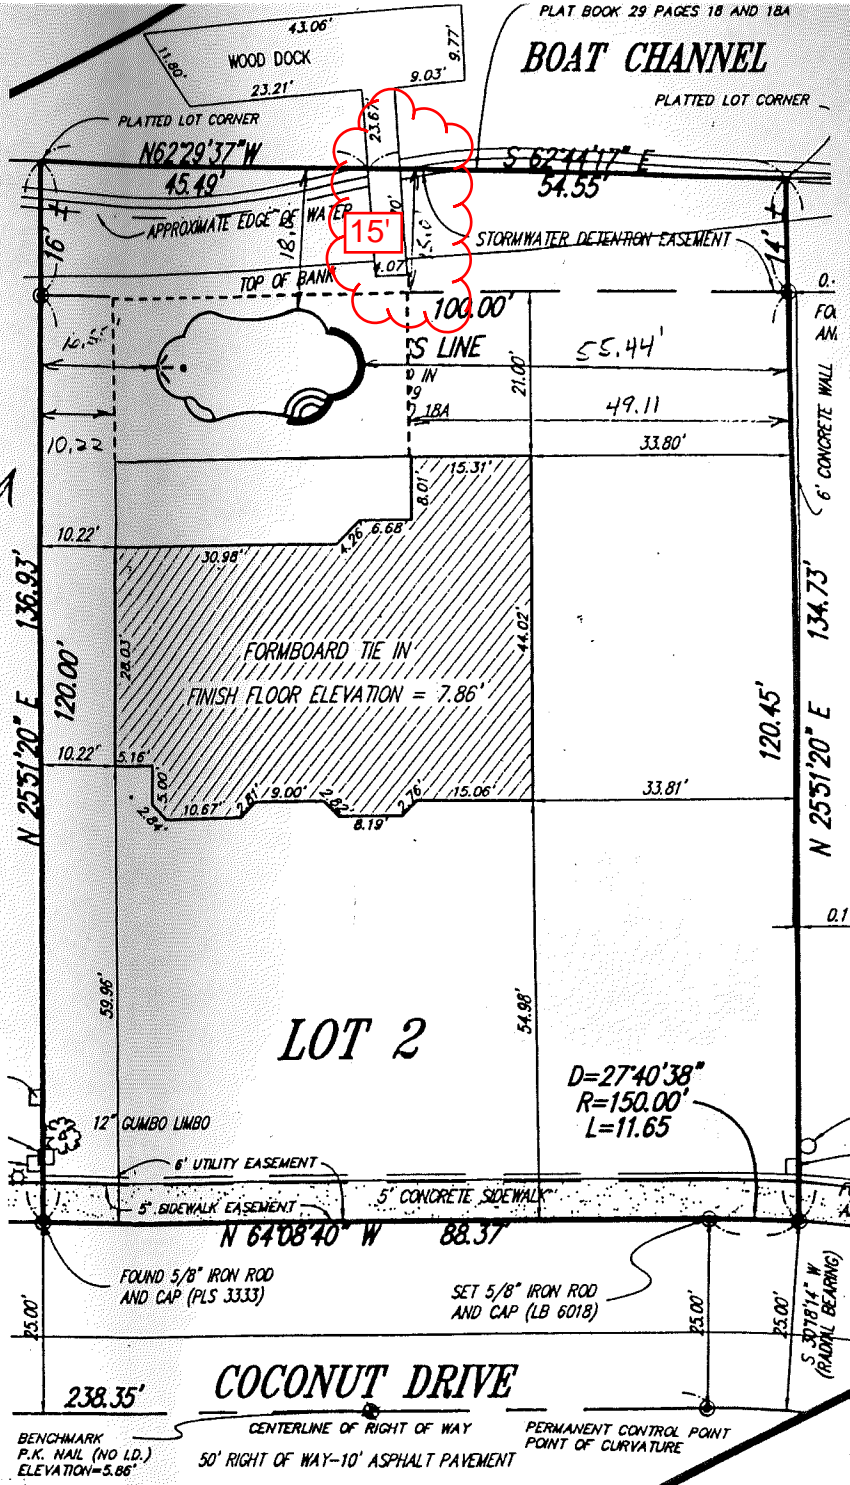 PLAT BOOK 29 PAGES 18 AND 18A
43.06'
9.77'
11.80'
WOOD DOCK
BOAT CHANNEL
23.21'
9.03'
23.67'
PLATTED LOT CORNER
PLATTED LOT CORNER
N62°29'37"W
S 62°44'17" E
45.49'
54.55'
APPROXIMATE EDGE OF WATER
15'
16'
STORMWATER DETENTION EASEMENT
14'
4.07
TOP OF BANK
100.00'
S LINE
55.44'
IN
9
18A
21.00'
49.11
10.22
33.80'
6' CONCRETE WALL
15.31'
8.01'
6.68'
4.26'
10.22'
30.98'
136.93'
134.73'
28.03'
44.02'
FORMBOARD TIE IN
FINISH FLOOR ELEVATION = 7.86'
120.00'
120.45'
N 25°51'20" E
N 25°51'20" E
10.22'
5.16'
5.00'
2.84'
10.67'
2.81'
9.00'
8.19'
2.76'
15.06'
33.81'
0.1
59.96'
54.98'
LOT 2
D=27°40'38"
R=150.00'
L=11.65
12" GUMBO LIMBO
6' UTILITY EASEMENT
5' CONCRETE SIDEWALK
5' SIDEWALK EASEMENT
N 64°08'40" W
88.37'
FOUND 5/8" IRON ROD
AND CAP (PLS 3333)
SET 5/8" IRON ROD
AND CAP (LB 6018)
25.00'
25.00'
25.00'
S 30°18'14" W
(RADIAL BEARING)
COCONUT DRIVE
238.35'
CENTERLINE OF RIGHT OF WAY
PERMANENT CONTROL POINT
POINT OF CURVATURE
BENCHMARK
P.K. NAIL (NO I.D.)
ELEVATION=5.86'
50' RIGHT OF WAY-10' ASPHALT PAVEMENT